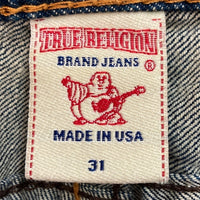 TRUE RELIGION
BRAND JEANS ®
MADE IN USA
31